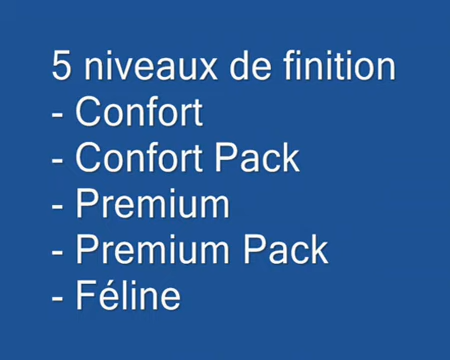 5 niveaux de finition
- Confort
- Confort Pack
- Premium
- Premium Pack
- Féline